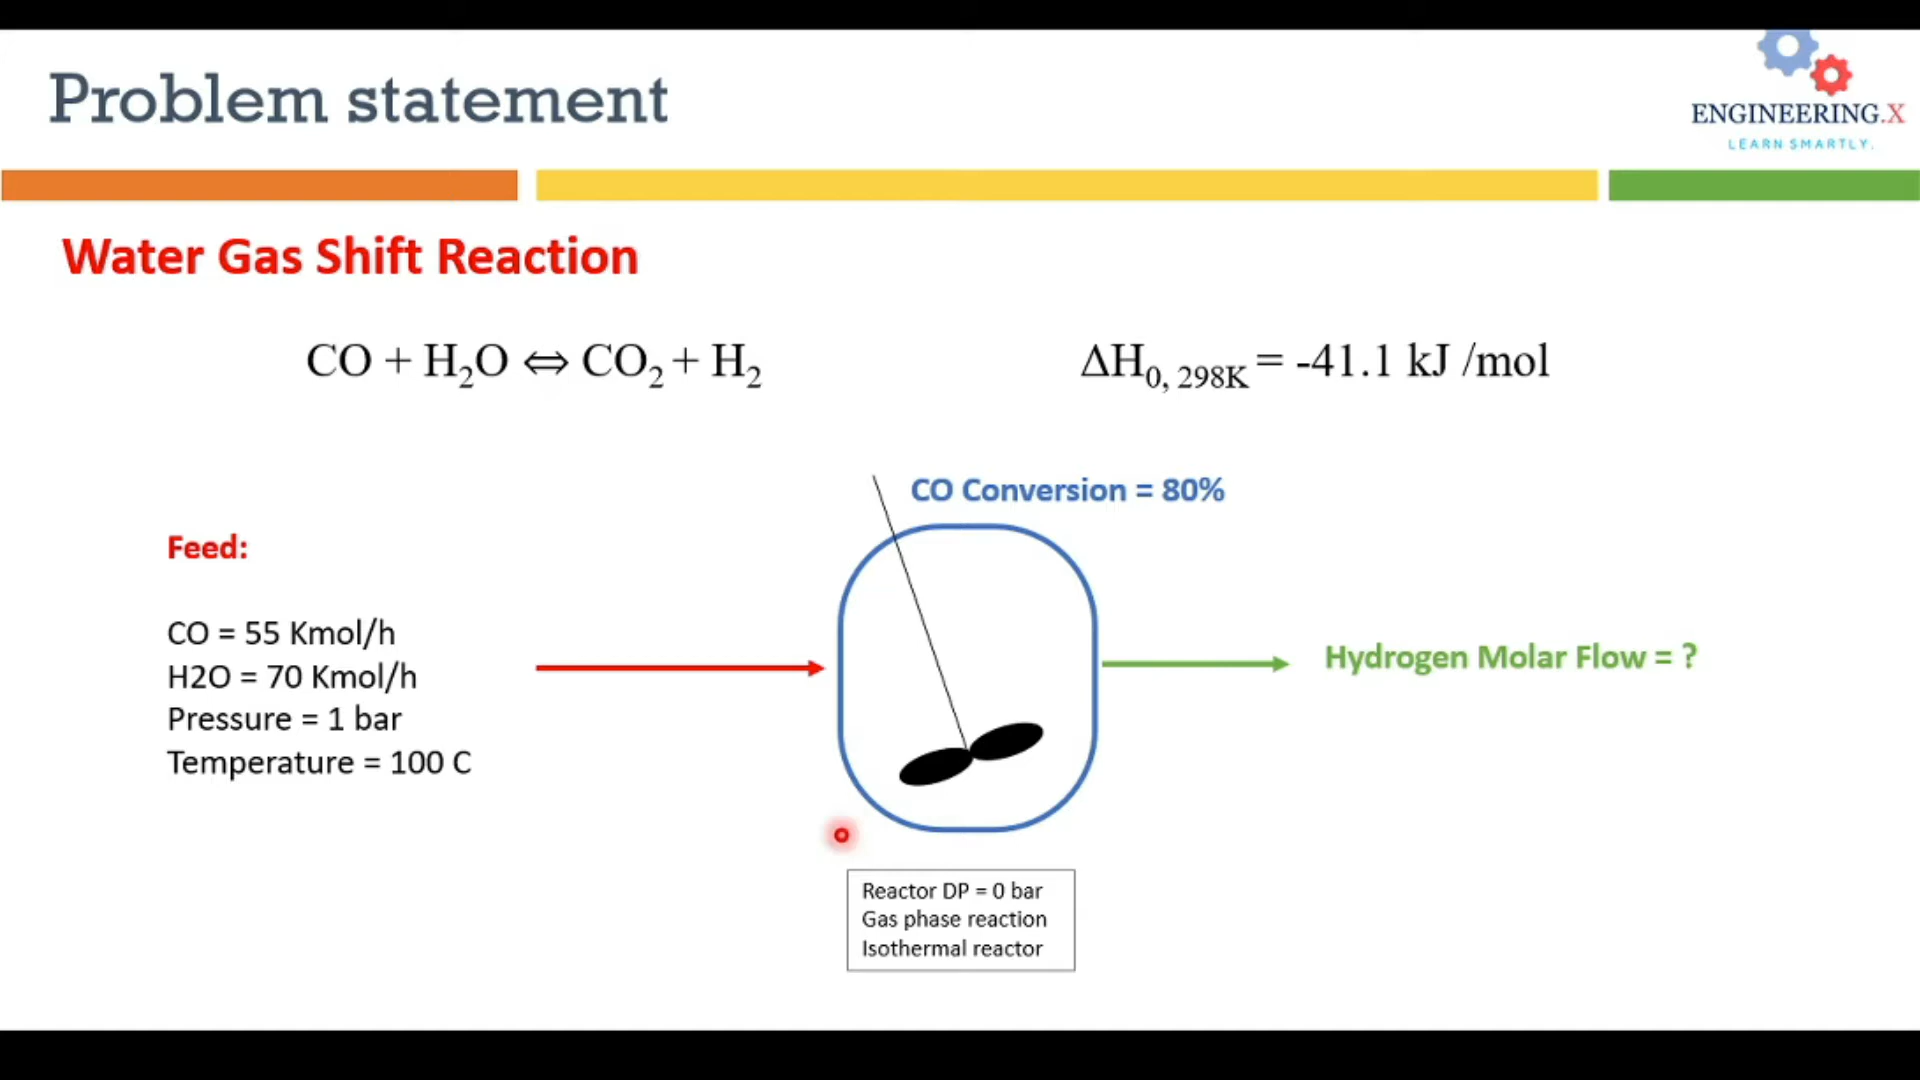 Problem statement
ENGINEERING.X
LEARN SMARTLY.
Water Gas Shift Reaction
CO + H₂O ⇔ CO₂ + H₂
ΔH₀, ₂₉₈K = -41.1 kJ /mol
CO Conversion = 80%
Feed:
CO = 55 Kmol/h
H2O = 70 Kmol/h
Pressure = 1 bar
Temperature = 100 C
Hydrogen Molar Flow = ?
Reactor DP = 0 bar
Gas phase reaction
Isothermal reactor